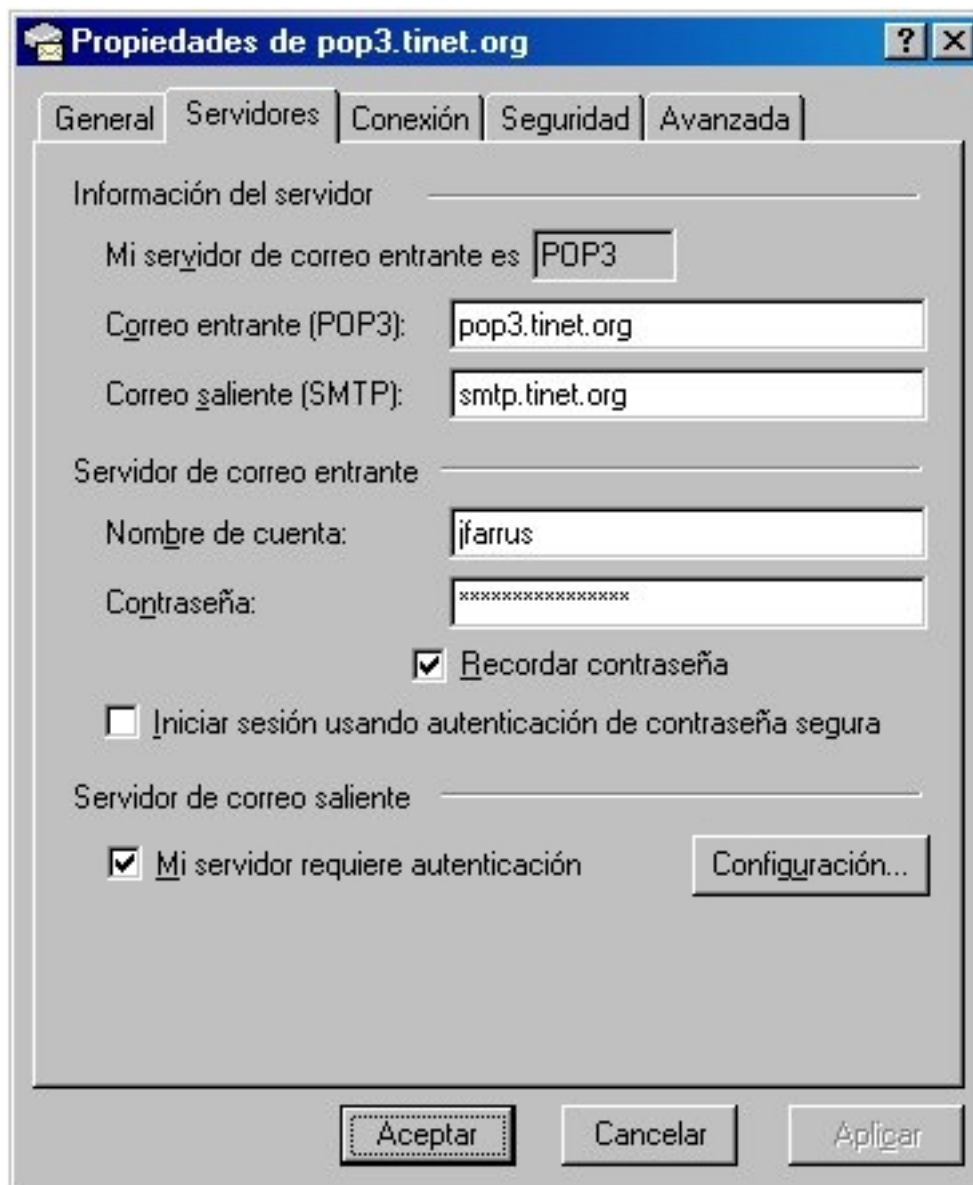 Propiedades de pop3.tinet.org
General Servidores Conexión Seguridad Avanzada
Información del servidor
Mi servidor de correo entrante es POP3
Correo entrante (POP3): pop3.tinet.org
Correo saliente (SMTP): smtp.tinet.org
Servidor de correo entrante
Nombre de cuenta: jfarrus
Contraseña: ****************
Recordar contraseña
Iniciar sesión usando autenticación de contraseña segura
Servidor de correo saliente
Mi servidor requiere autenticación Configuración...
Aceptar Cancelar Aplicar